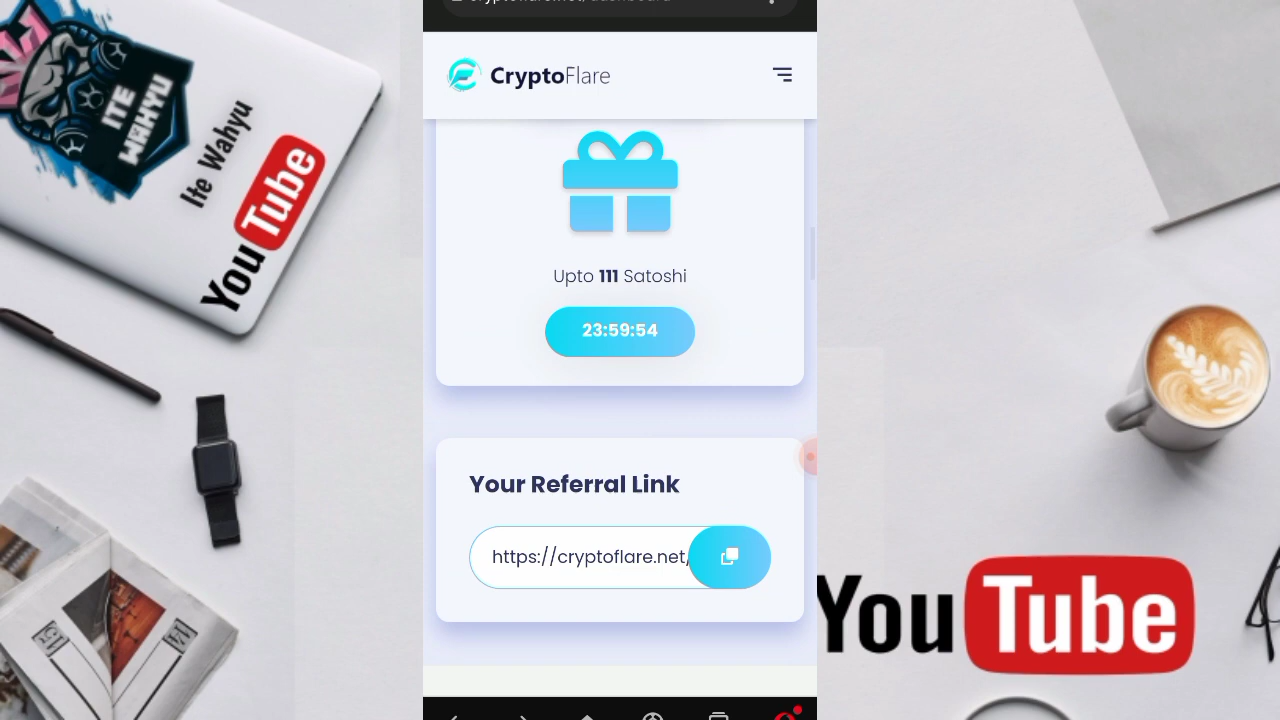 ITE
WAHYU
Ite Wahyu
YouTube
CryptoFlare
Upto 111 Satoshi
23:59:54
Your Referral Link
https://cryptoflare.net/
YouTube